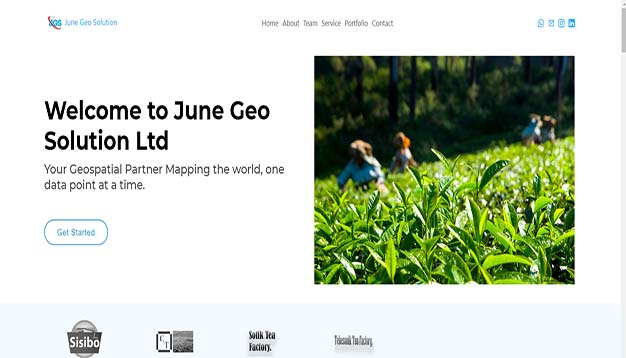 JGS June Geo Solution
Home About Team Service Portfolio Contact
Welcome to June Geo
Solution Ltd
Your Geospatial Partner Mapping the world, one
data point at a time.
Get Started
Sisibo
C T
Sotik Tea
Factory.
Tea Factory.